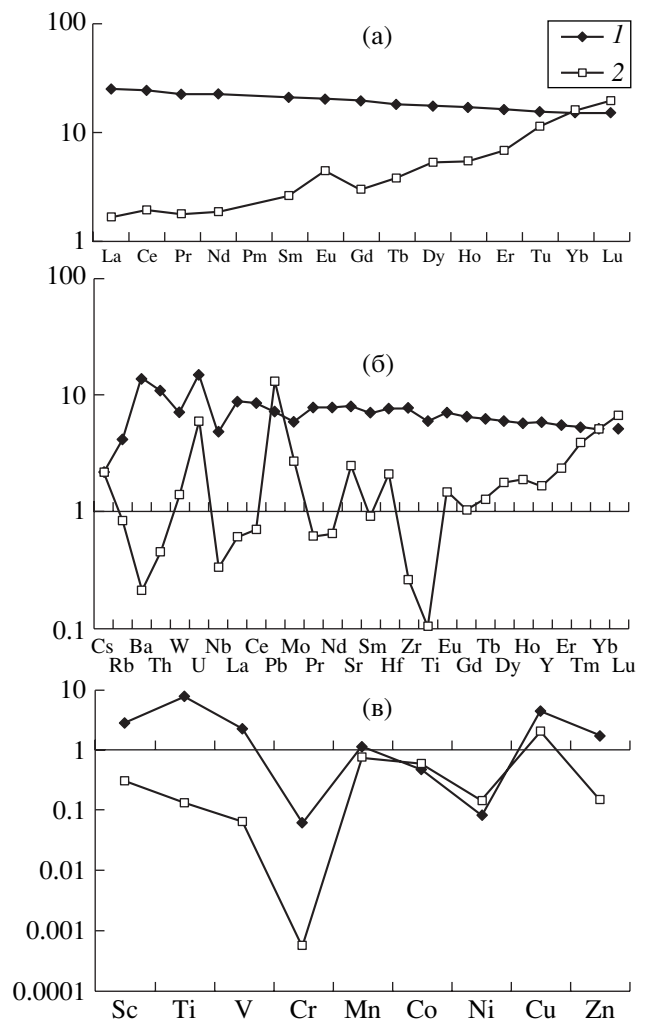 100
(а)
1
2
10
1
La Ce Pr Nd Pm Sm Eu Gd Tb Dy Ho Er Tu Yb Lu
100
(б)
10
1
0.1
Cs Ba W Nb Ce Mo Nd Sm Zr Eu Tb Ho Er Yb
Rb Th U La Pb Pr Sr Hf Ti Gd Dy Y Tm Lu
10
(в)
1
0.1
0.01
0.001
0.0001
Sc Ti V Cr Mn Co Ni Cu Zn